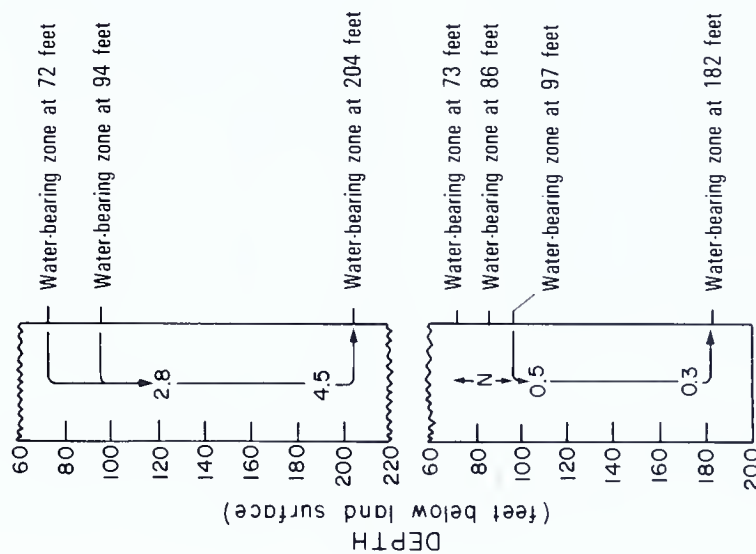 DEPTH
(feet below land surface)
60
80
100
120
140
160
180
200
220
2.8
4.5
Water-bearing zone at 72 feet
Water-bearing zone at 94 feet
Water-bearing zone at 204 feet
60
80
100
120
140
160
180
200
N
0.5
0.3
Water-bearing zone at 73 feet
Water-bearing zone at 86 feet
Water-bearing zone at 97 feet
Water-bearing zone at 182 feet